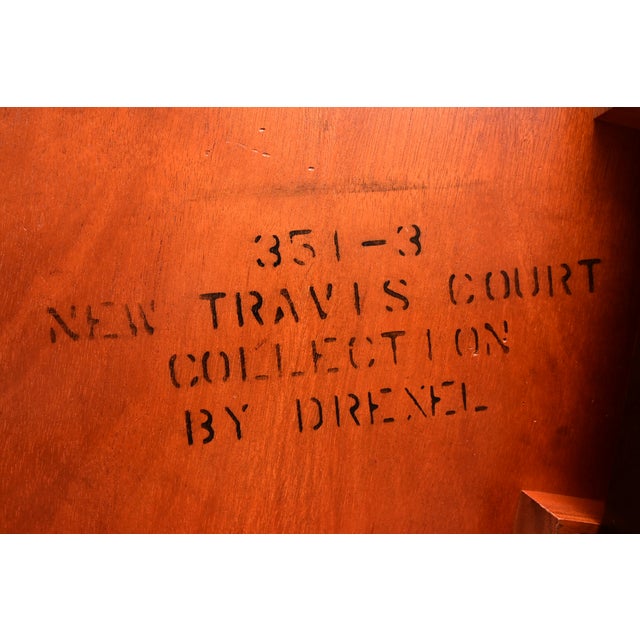 351-3
NEW TRAVIS COURT
COLLECTION
BY DREXEL